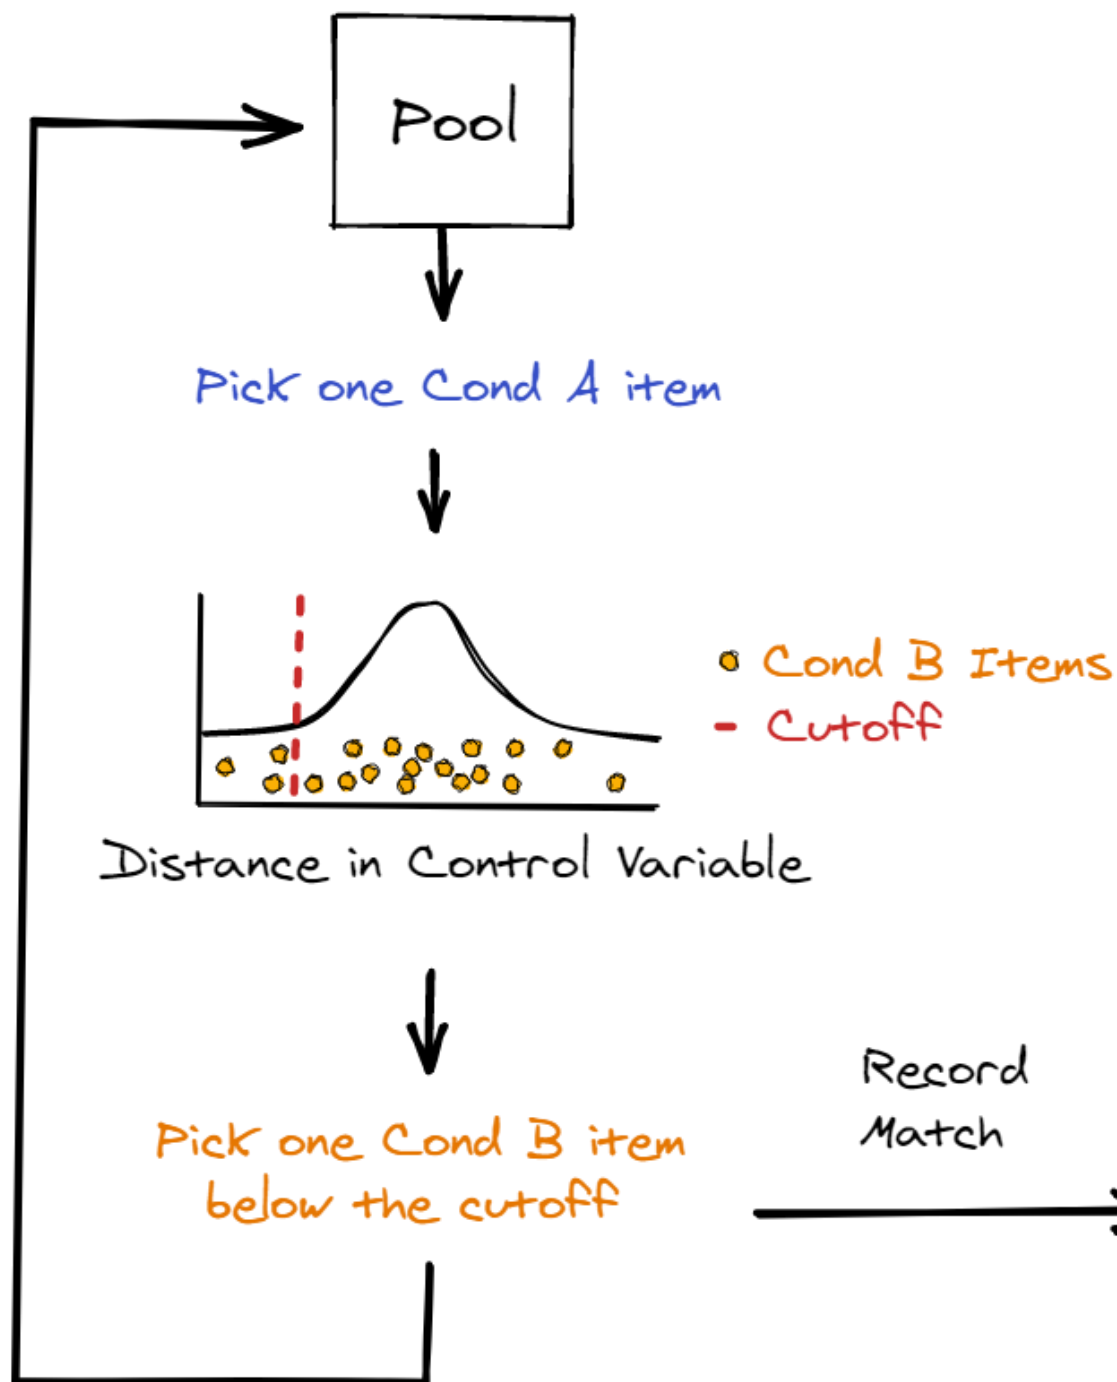 Pool
Pick one Cond A item
Cond B Items
Cutoff
Distance in Control Variable
Pick one Cond B item
below the cutoff
Record
Match